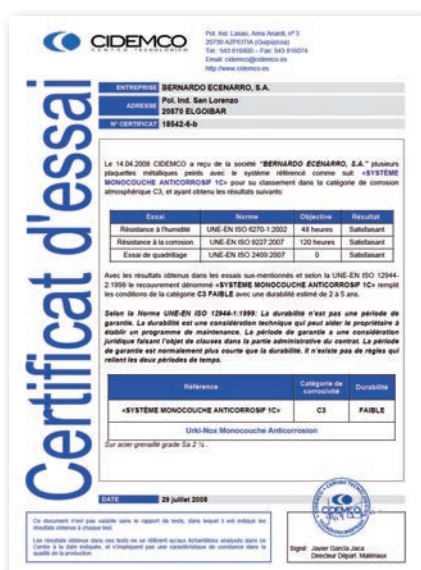 CIDEMCO
CENTRO TECNOLÓGICO
Pol. Ind. Lasao, Area Anardi, nº 5
20730 AZPEITIA (Guipúzcoa)
Tel.: 943 816800 – Fax: 943 816074
Email: cidemco@cidemco.es
http://www.cidemco.es
Certificat d'essai
ENTREPRISE BERNARDO ECENARRO, S.A.
ADRESSE Pol. Ind. San Lorenzo
20870 ELGOIBAR
Nº CERTIFICAT 18542-6-b
Le 14.04.2008 CIDEMCO a reçu de la société "BERNARDO ECENARRO, S.A." plusieurs
plaquettes métalliques peints avec le système référencé comme suit: «SYSTÈME
MONOCOUCHE ANTICORROSIF 1C» pour su classement dans la catégorie de corrosion
atmosphérique C3, et ayant obtenu les résultats suivants:
Essai Norme Objective Résultat
Résistance à l'humidité UNE-EN ISO 6270-1:2002 48 heures Satisfaisant
Résistance à la corrosion UNE-EN ISO 9227:2007 120 heures Satisfaisant
Essai de quadrillage UNE-EN ISO 2409:2007 0 Satisfaisant
Avec les résultats obtenus dans les essais sus-mentionnés et selon la UNE-EN ISO 12944-
2:1999 le recouvrement dénommé «SYSTÈME MONOCOUCHE ANTICORROSIF 1C» remplit
les conditions de la catégorie C3 FAIBLE avec une durabilité estimé de 2 à 5 ans.
Selon la Norme UNE-EN ISO 12944-1:1999: La durabilité n'est pas une période de
garantie. La durabilité est une considération technique qui peut aider le propriétaire à
établir un programme de maintenance. La période de garantie a une considération
juridique faisant l'objet de clauses dans la partie administrative du contrat. La période
de garantie est normalement plus courte que la durabilité. Il n'existe pas de règles qui
relient les deux périodes de temps.
Référence Catégorie de corrosivité Durabilité
«SYSTÈME MONOCOUCHE ANTICORROSIF 1C» C3 FAIBLE
Urki-Nox Monocouche Anticorrosion
Sur acier grenaillé grade Sa 2 ½ .
DATE 29 juillet 2008
Ce document n'est pas valable sans le rapport de tests, dans lequel il est indiqué les
résultats obtenus à chaque test.
Les résultats obtenus dans ces tests ne se réfèrent qu'aux échantillons analysés dans ce
Centre à la date indiquée, et n'impliquent pas une caractéristique de constance dans la
qualité de la production.
CIDEMCO
Signé: Javier García Jaca
Directeur Départ. Matériaux